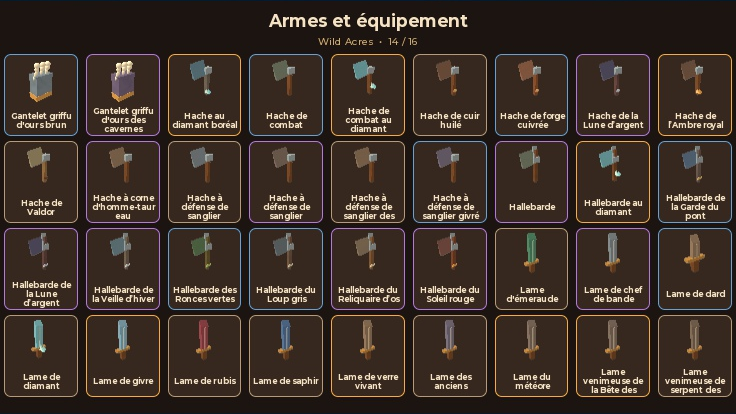 Armes et équipement
Wild Acres • 14 / 16
Gantelet griffu
d'ours brun
Gantelet griffu
d'ours des
cavernes
Hache au
diamant boréal
Hache de
combat
Hache de
combat au
diamant
Hache de cuir
huilé
Hache de forge
cuivrée
Hache de la
Lune d'argent
Hache de
l'Ambre royal
Hache de
Valdor
Hache à corne
d'homme-taur
eau
Hache à
défense de
sanglier
Hache à
défense de
sanglier
Hache à
défense de
sanglier des
Hache à
défense de
sanglier givré
Hallebarde
Hallebarde au
diamant
Hallebarde de
la Garde du
pont
Hallebarde de
la Lune
d'argent
Hallebarde de
la Veille d'hiver
Hallebarde des
Ronces vertes
Hallebarde du
Loup gris
Hallebarde du
Reliquaire d'os
Hallebarde du
Soleil rouge
Lame
d'émeraude
Lame de chef
de bande
Lame de dard
Lame de
diamant
Lame de givre
Lame de rubis
Lame de saphir
Lame de verre
vivant
Lame des
anciens
Lame du
météore
Lame
venimeuse de
la Bête des
Lame
venimeuse de
serpent des